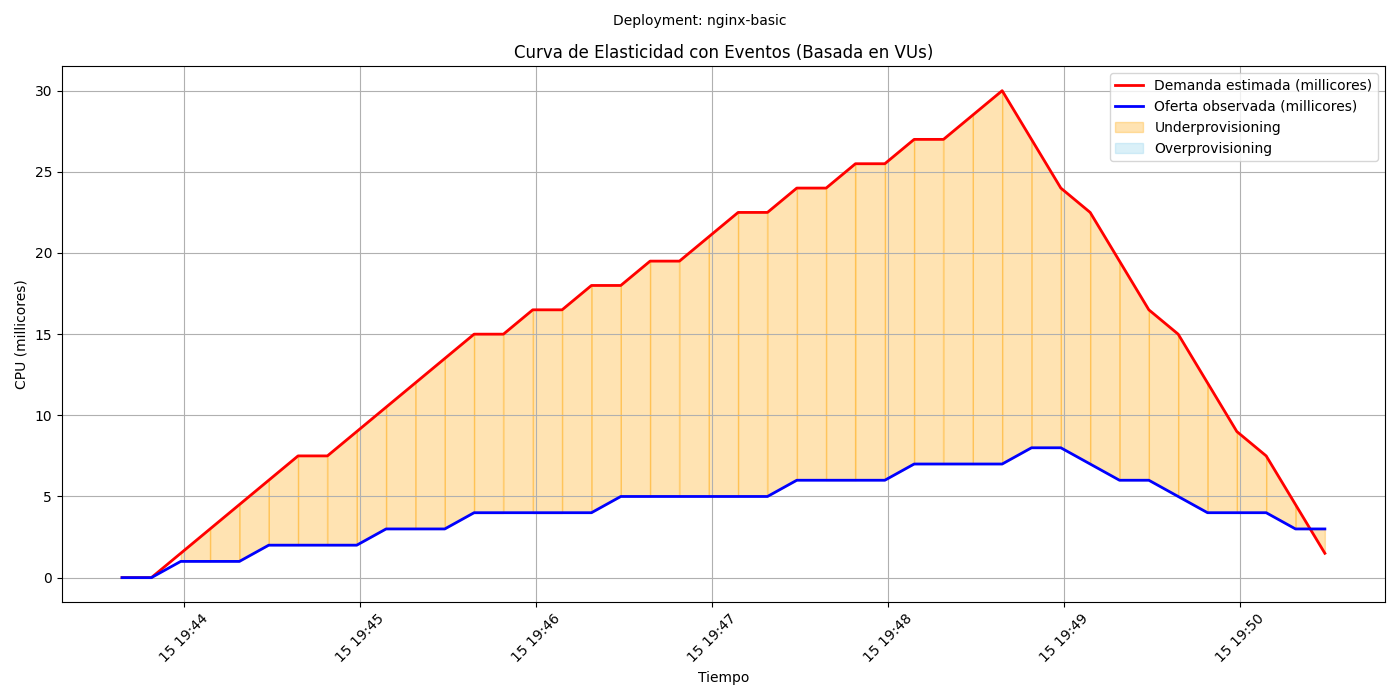 Deployment: nginx-basic
Curva de Elasticidad con Eventos (Basada en VUs)
Demanda estimada (millicores)
Oferta observada (millicores)
Underprovisioning
Overprovisioning
CPU (millicores)
30
25
20
15
10
5
0
15 19:44
15 19:45
15 19:46
15 19:47
15 19:48
15 19:49
15 19:50
Tiempo